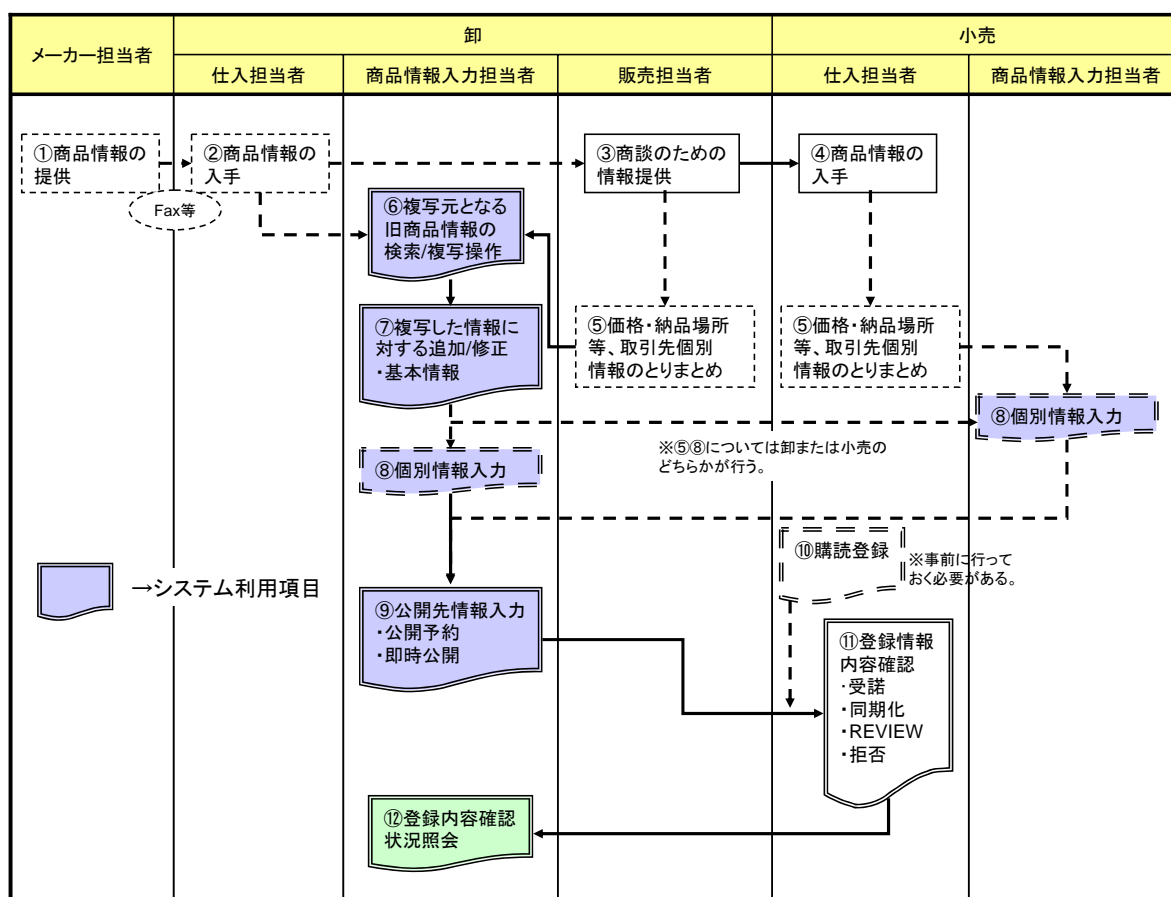 メーカー担当者
卸
小売
仕入担当者
商品情報入力担当者
販売担当者
仕入担当者
商品情報入力担当者
①商品情報の
提供
②商品情報の
入手
③商談のための
情報提供
④商品情報の
入手
Fax等
⑥複写元となる
旧商品情報の
検索/複写操作
⑦複写した情報に
対する追加/修正
・基本情報
⑤価格・納品場所
等、取引先個別
情報のとりまとめ
⑤価格・納品場所
等、取引先個別
情報のとりまとめ
⑧個別情報入力
※⑤⑧については卸または小売の
どちらかが行う。
⑧個別情報入力
⑩購読登録
※事前に行って
おく必要がある。
→システム利用項目
⑨公開先情報入力
・公開予約
・即時公開
⑪登録情報
内容確認
・受諾
・同期化
・REVIEW
・拒否
⑫登録内容確認
状況照会